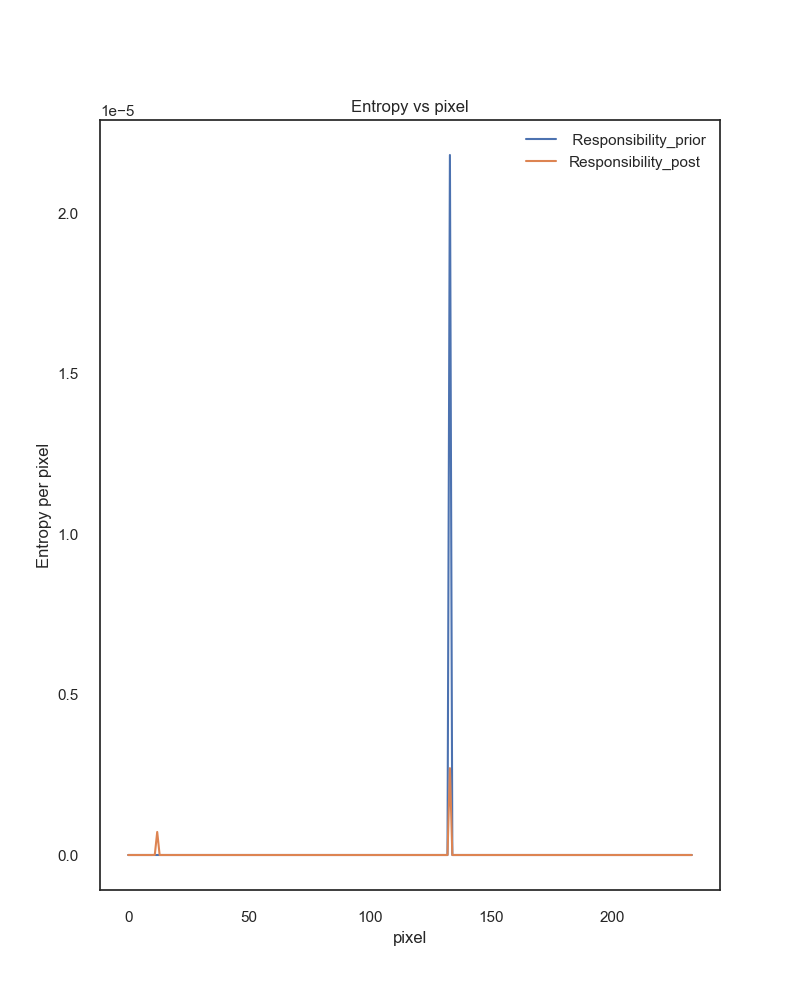 Entropy vs pixel
1e−5
Responsibility_prior
Responsibility_post
2.0
1.5
1.0
0.5
0.0
Entropy per pixel
0 50 100 150 200
pixel